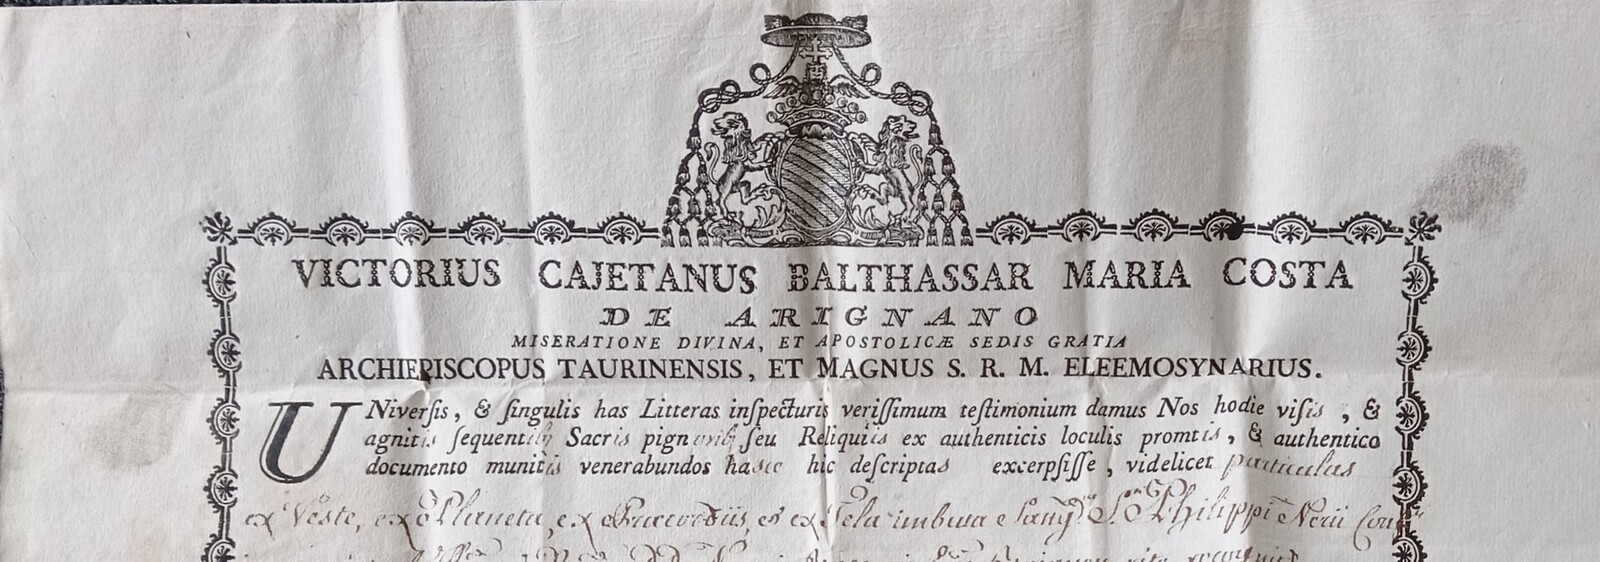 VICTORIUS CAJETANUS BALTHASSAR MARIA COSTA
DE ARIGNANO
MISERATIONE DIVINA, ET APOSTOLICÆ SEDIS GRATIA
ARCHIEPISCOPUS TAURINENSIS, ET MAGNUS S. R. M. ELEEMOSYNARIUS.
UNiverſis, & ſingulis has Litteras inſpecturis veriſſimum teſtimonium damus Nos hodie viſis, &
agnitis ſequentibus Sacris pignoribus, ſeu Reliquiis ex authenticis loculis promtis, & authentico
documento munitis venerabundos hasce hic deſcriptas excerpſiſſe, videlicet particulas
ex Veste, ex Planeta, ex Præcordiis, et ex Tela imbuta e Sang.e S. Philippi Nerii